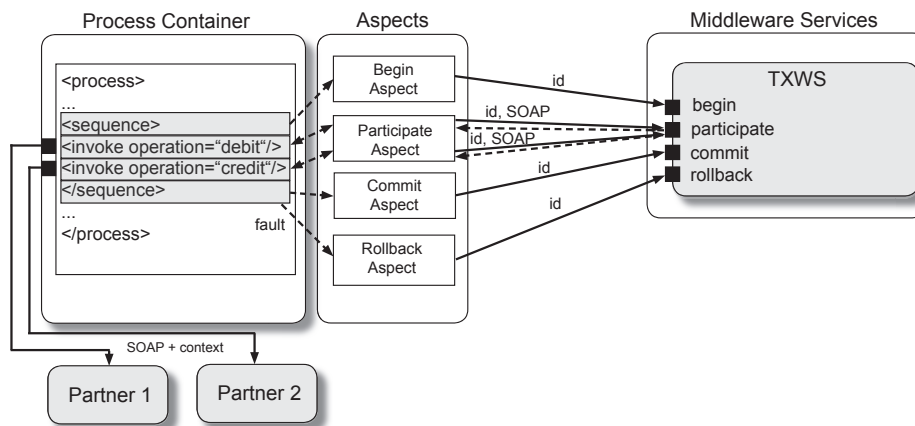 Process Container
Aspects
Middleware Services
<process>
...
<sequence>
<invoke operation=“debit“/>
<invoke operation=“credit“/>
</sequence>
...
</process>
fault
Begin
Aspect
Participate
Aspect
Commit
Aspect
Rollback
Aspect
id
id, SOAP
id, SOAP
id
id
TXWS
begin
participate
commit
rollback
SOAP + context
Partner 1
Partner 2